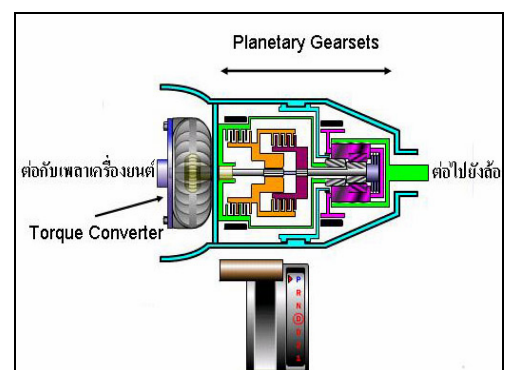 Planetary Gearsets
ต่อกับเพลาเครื่องยนต์
ต่อไปยังล้อ
Torque Converter
P
R
N
D